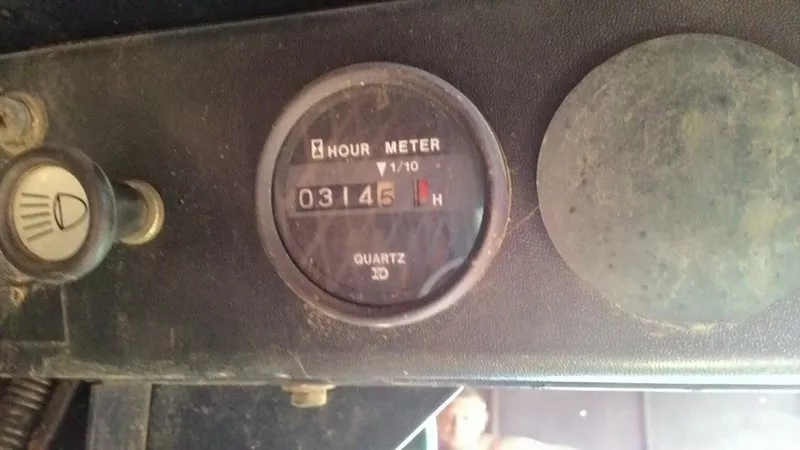 HOUR METER
1/10
03145 H
QUARTZ